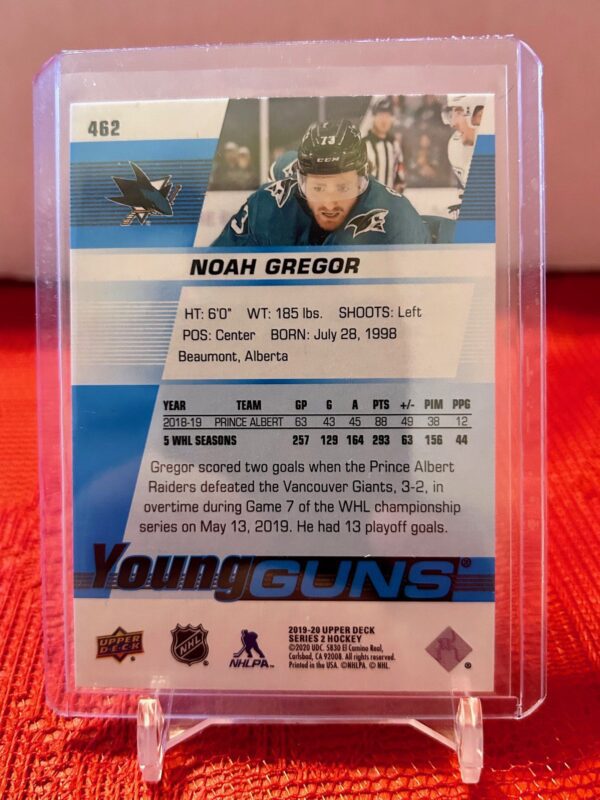 462
73
CCM
3
NOAH GREGOR
HT: 6'0" WT: 185 lbs. SHOOTS: Left
POS: Center BORN: July 28, 1998
Beaumont, Alberta
YEAR TEAM GP G A PTS +/- PIM PPG
2018-19 PRINCE ALBERT 63 43 45 88 49 38 12
5 WHL SEASONS 257 129 164 293 63 156 44
Gregor scored two goals when the Prince Albert
Raiders defeated the Vancouver Giants, 3-2, in
overtime during Game 7 of the WHL championship
series on May 13, 2019. He had 13 playoff goals.
Young GUNS®
UPPER DECK
NHL
NHLPA
2019-20 UPPER DECK
SERIES 2 HOCKEY
©2020 UDC. 5830 El Camino Real,
Carlsbad, CA 92008. All rights reserved.
Printed in the USA. ©NHLPA. © NHL.